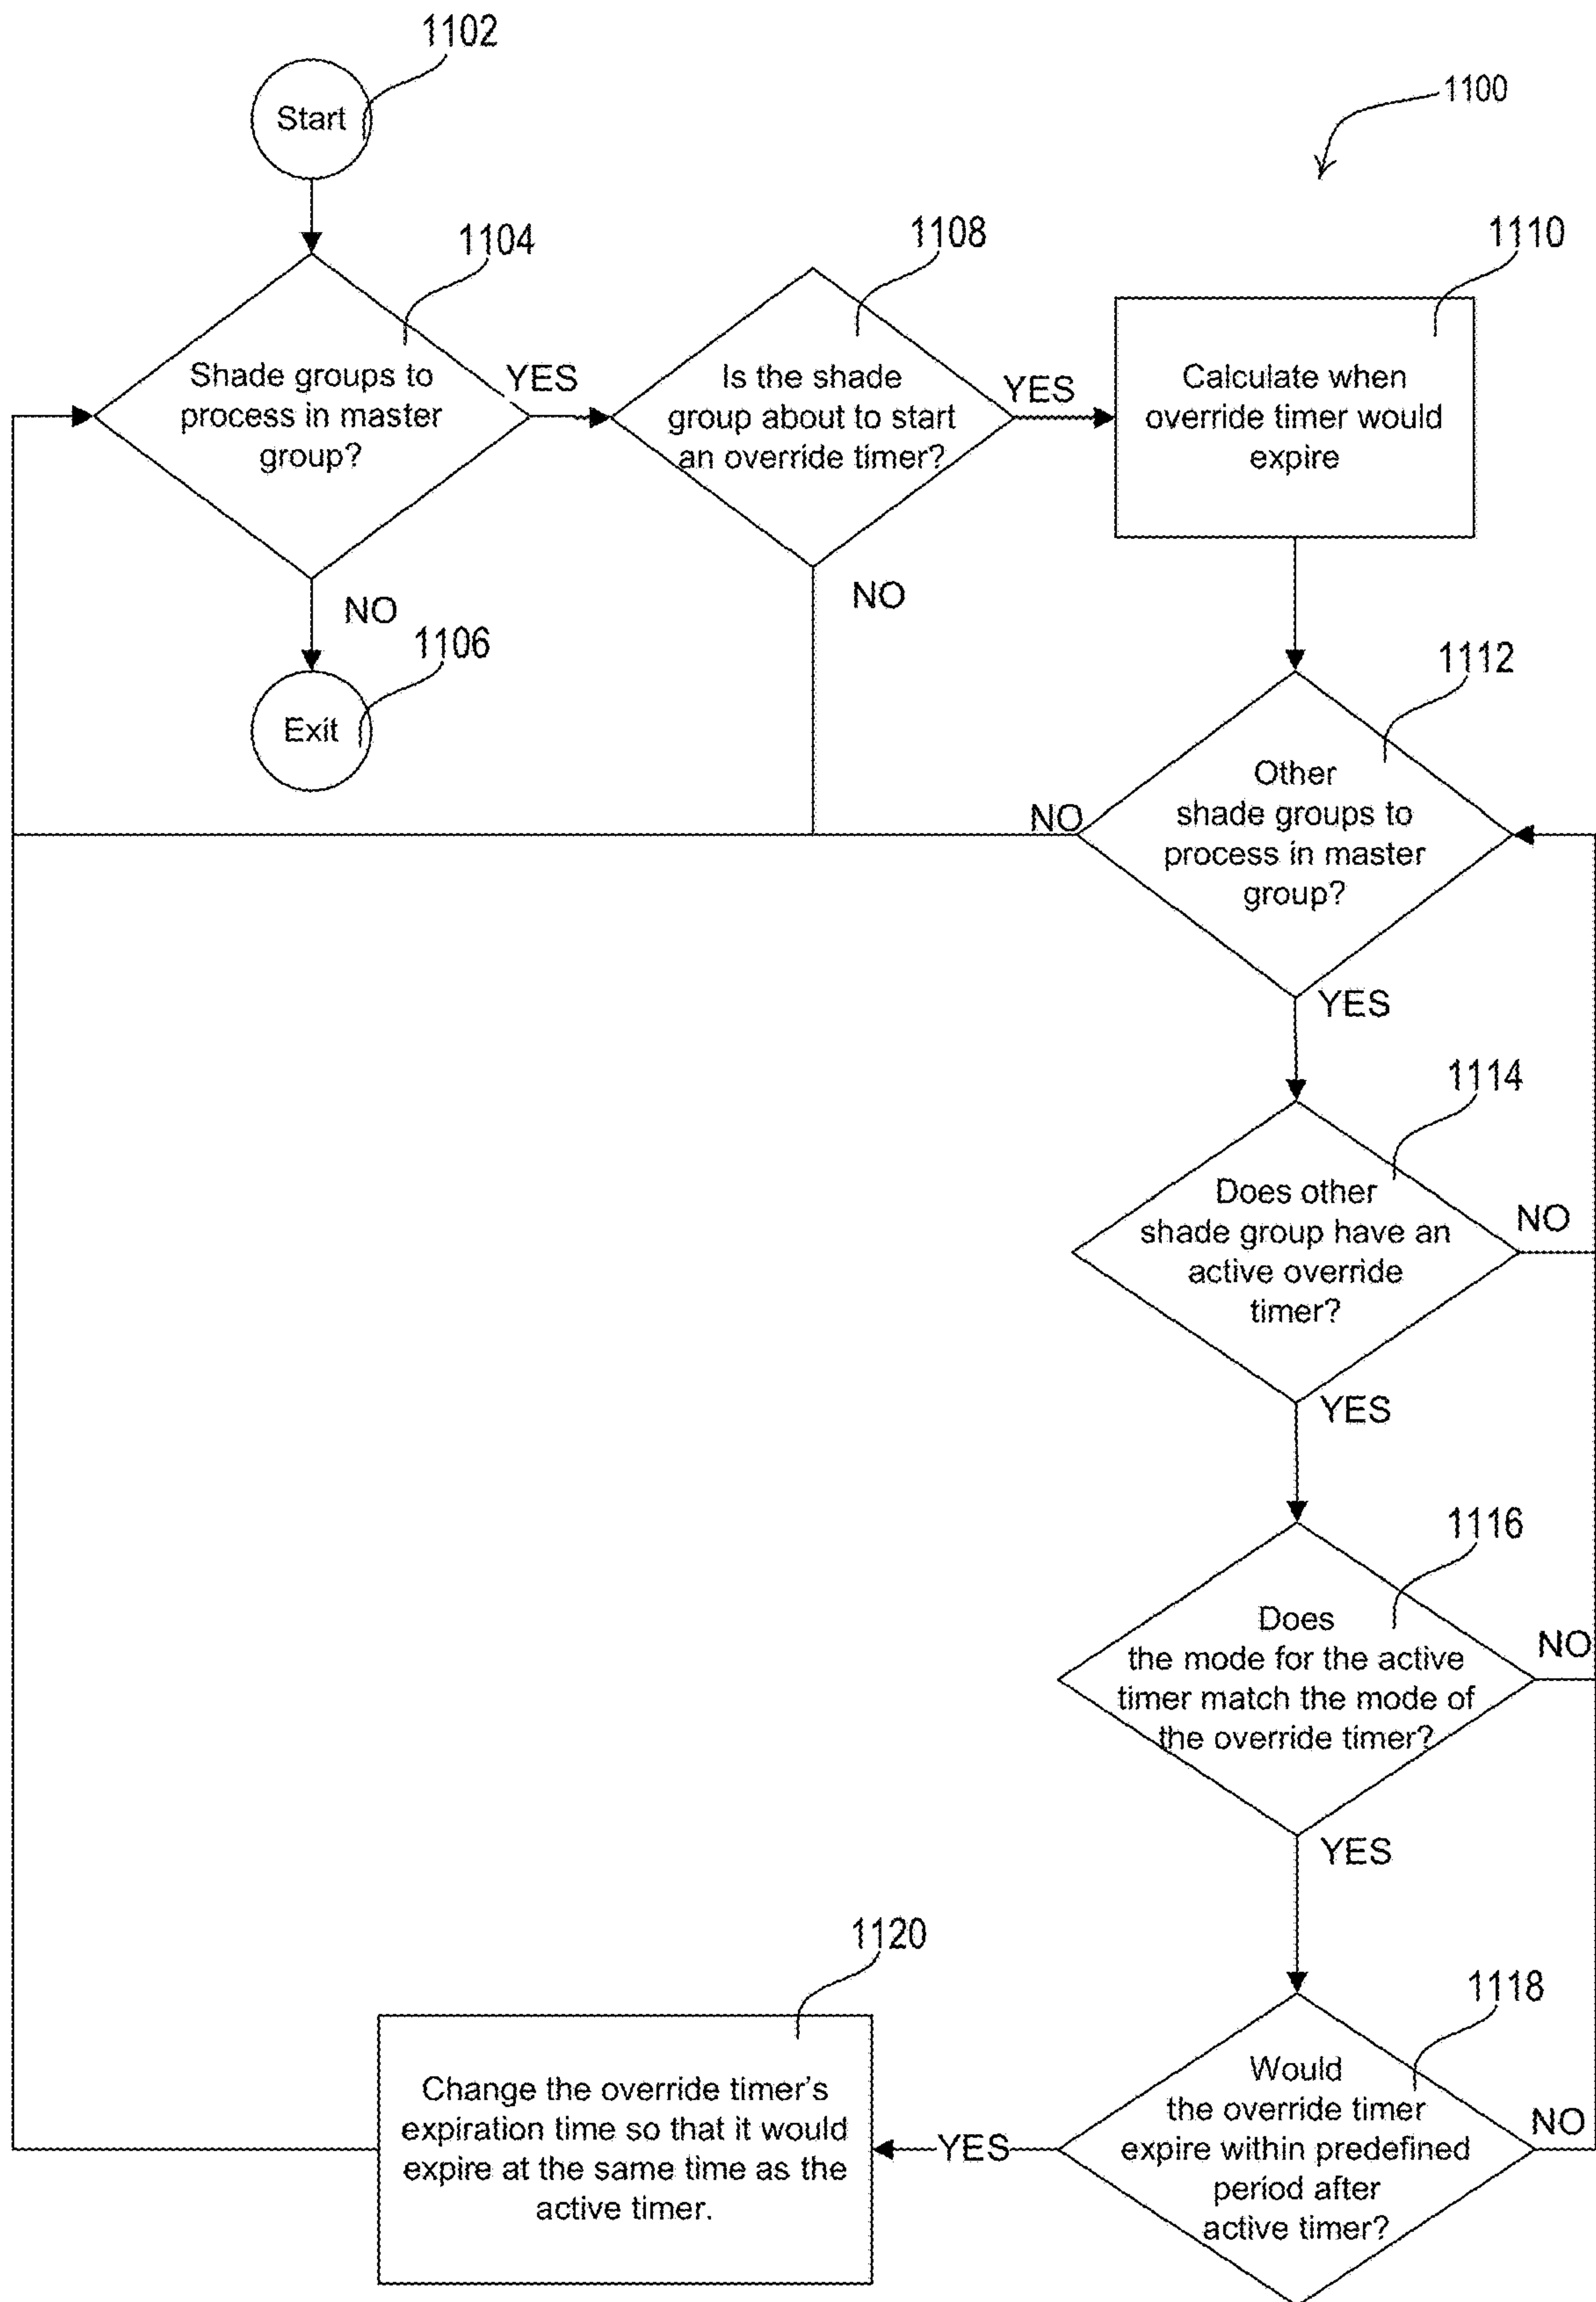 1102
Start
1100
1104
1108
1110
Shade groups to
process in master
group?
YES
Is the shade
group about to start
an override timer?
YES
Calculate when
override timer would
expire
NO
NO
1106
Exit
1112
Other
shade groups to
process in master
group?
NO
YES
1114
Does other
shade group have an
active override
timer?
NO
YES
1116
Does
the mode for the active
timer match the mode of
the override timer?
NO
YES
1118
Would
the override timer
expire within predefined
period after
active timer?
NO
YES
1120
Change the override timer's
expiration time so that it would
expire at the same time as the
active timer.